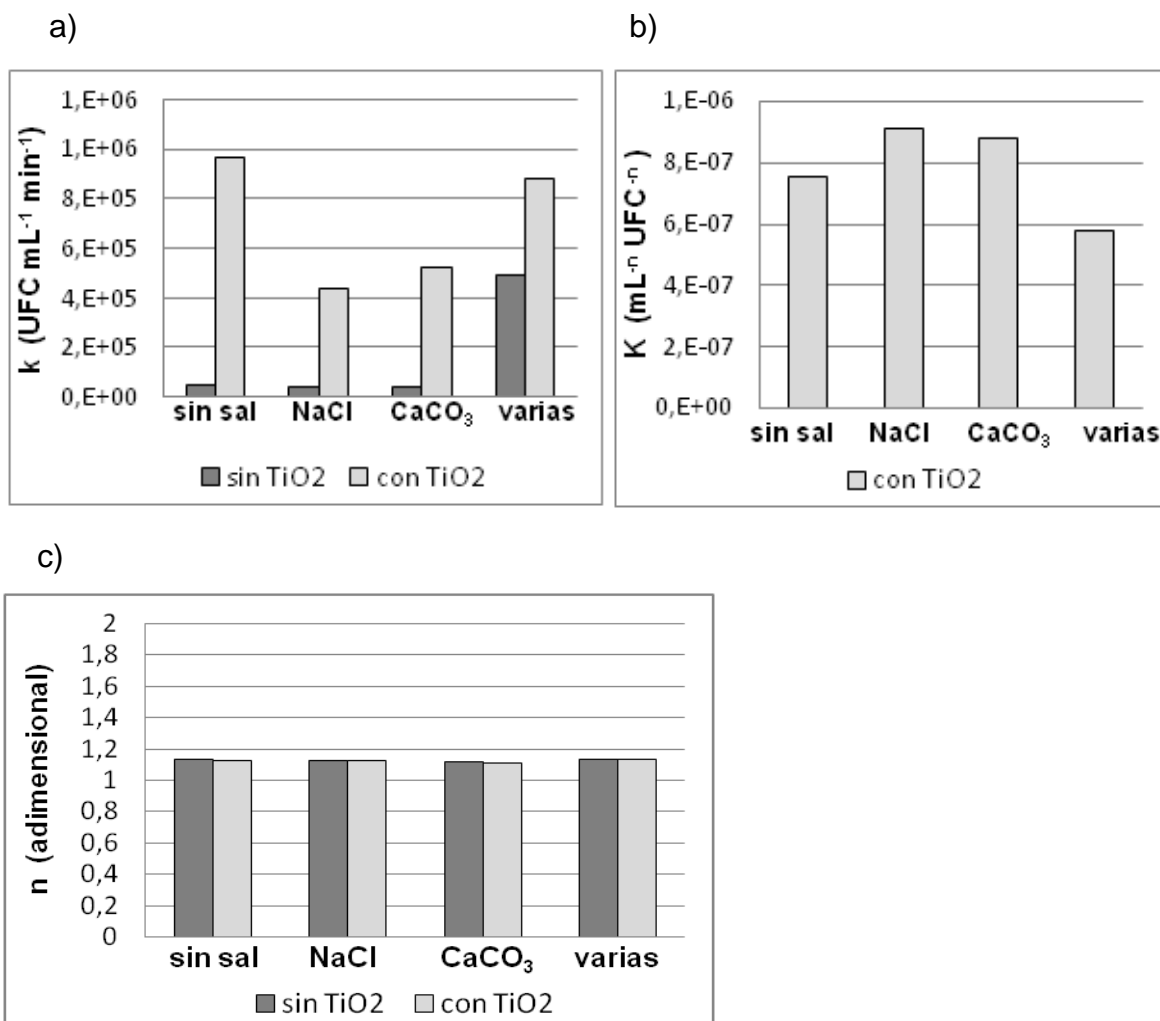 a)
b)
k (UFC mL⁻¹ min⁻¹)
1,E+06
1,E+06
8,E+05
6,E+05
4,E+05
2,E+05
0,E+00
sin sal NaCl CaCO₃ varias
sin TiO2 con TiO2
K (mL⁻ⁿ UFC⁻ⁿ)
1,E-06
8,E-07
6,E-07
4,E-07
2,E-07
0,E+00
sin sal NaCl CaCO₃ varias
con TiO2
c)
n (adimensional)
2
1,8
1,6
1,4
1,2
1
0,8
0,6
0,4
0,2
0
sin sal NaCl CaCO₃ varias
sin TiO2 con TiO2